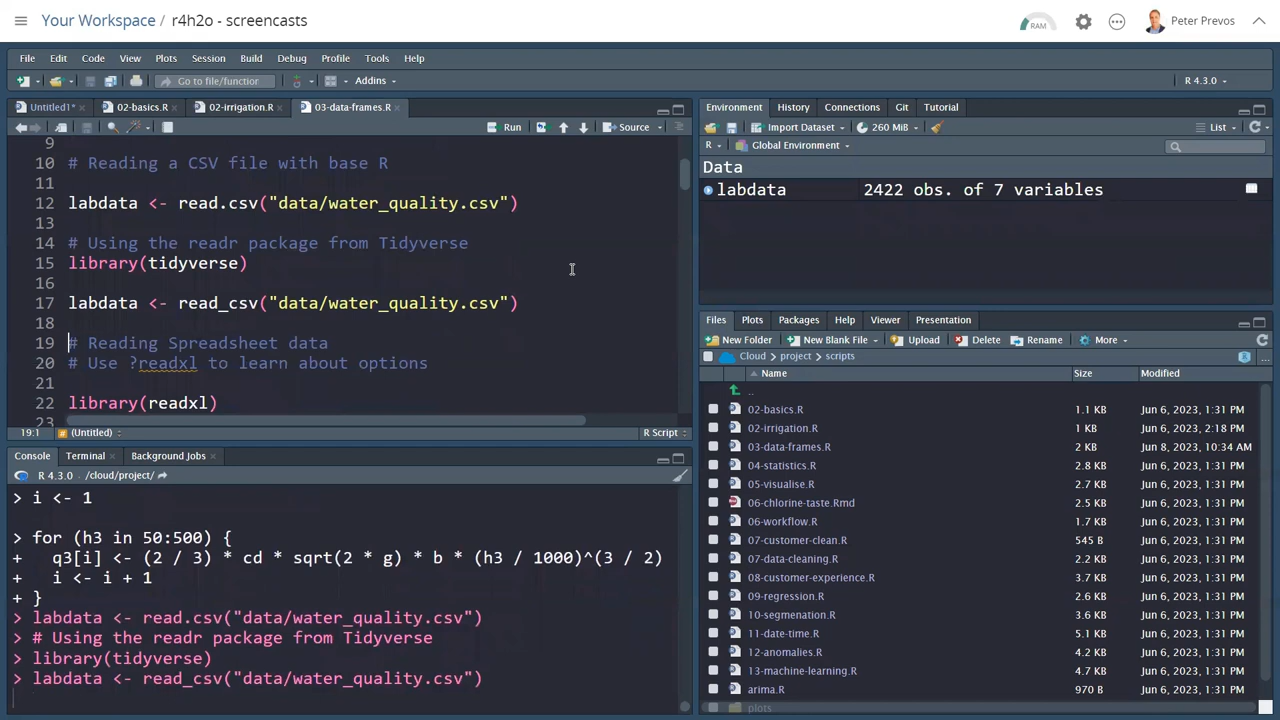 Your Workspace / r4h2o - screencasts
RAM
Peter Prevos
File Edit Code View Plots Session Build Debug Profile Tools Help
Go to file/function
Addins
R 4.3.0
Untitled1*
02-basics.R
02-irrigation.R
03-data-frames.R
Run
Source
9
10 # Reading a CSV file with base R
11
12 labdata <- read.csv("data/water_quality.csv")
13
14 # Using the readr package from Tidyverse
15 library(tidyverse)
16
17 labdata <- read_csv("data/water_quality.csv")
18
19 # Reading Spreadsheet data
20 # Use ?readxl to learn about options
21
22 library(readxl)
23
19:1 # (Untitled) R Script
Console Terminal Background Jobs
R 4.3.0 . /cloud/project/
> i <- 1
> for (h3 in 50:500) {
+ q3[i] <- (2 / 3) * cd * sqrt(2 * g) * b * (h3 / 1000)^(3 / 2)
+ i <- i + 1
+ }
> labdata <- read.csv("data/water_quality.csv")
> # Using the readr package from Tidyverse
> library(tidyverse)
> labdata <- read_csv("data/water_quality.csv")
Environment History Connections Git Tutorial
Import Dataset 260 MiB List
R Global Environment
Data
labdata 2422 obs. of 7 variables
Files Plots Packages Help Viewer Presentation
New Folder New Blank File Upload Delete Rename More
Cloud project scripts ...
Name Size Modified
..
02-basics.R 1.1 KB Jun 6, 2023, 1:31 PM
02-irrigation.R 1 KB Jun 6, 2023, 2:18 PM
03-data-frames.R 2 KB Jun 8, 2023, 10:34 AM
04-statistics.R 2.8 KB Jun 6, 2023, 1:31 PM
05-visualise.R 2.7 KB Jun 6, 2023, 1:31 PM
06-chlorine-taste.Rmd 2.5 KB Jun 6, 2023, 1:31 PM
06-workflow.R 1.7 KB Jun 6, 2023, 1:31 PM
07-customer-clean.R 545 B Jun 6, 2023, 1:31 PM
07-data-cleaning.R 2.2 KB Jun 6, 2023, 1:31 PM
08-customer-experience.R 3.7 KB Jun 6, 2023, 1:31 PM
09-regression.R 2.6 KB Jun 6, 2023, 1:31 PM
10-segmenation.R 3.6 KB Jun 6, 2023, 1:31 PM
11-date-time.R 5.1 KB Jun 6, 2023, 1:31 PM
12-anomalies.R 4.2 KB Jun 6, 2023, 1:31 PM
13-machine-learning.R 4.7 KB Jun 6, 2023, 1:31 PM
arima.R 970 B Jun 6, 2023, 1:31 PM
plots